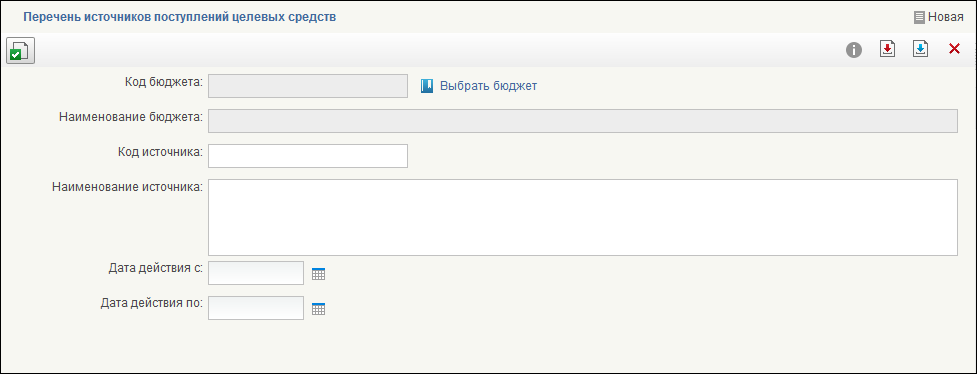 Перечень источников поступлений целевых средств
Новая
Код бюджета:
Выбрать бюджет
Наименование бюджета:
Код источника:
Наименование источника:
Дата действия с:
Дата действия по: